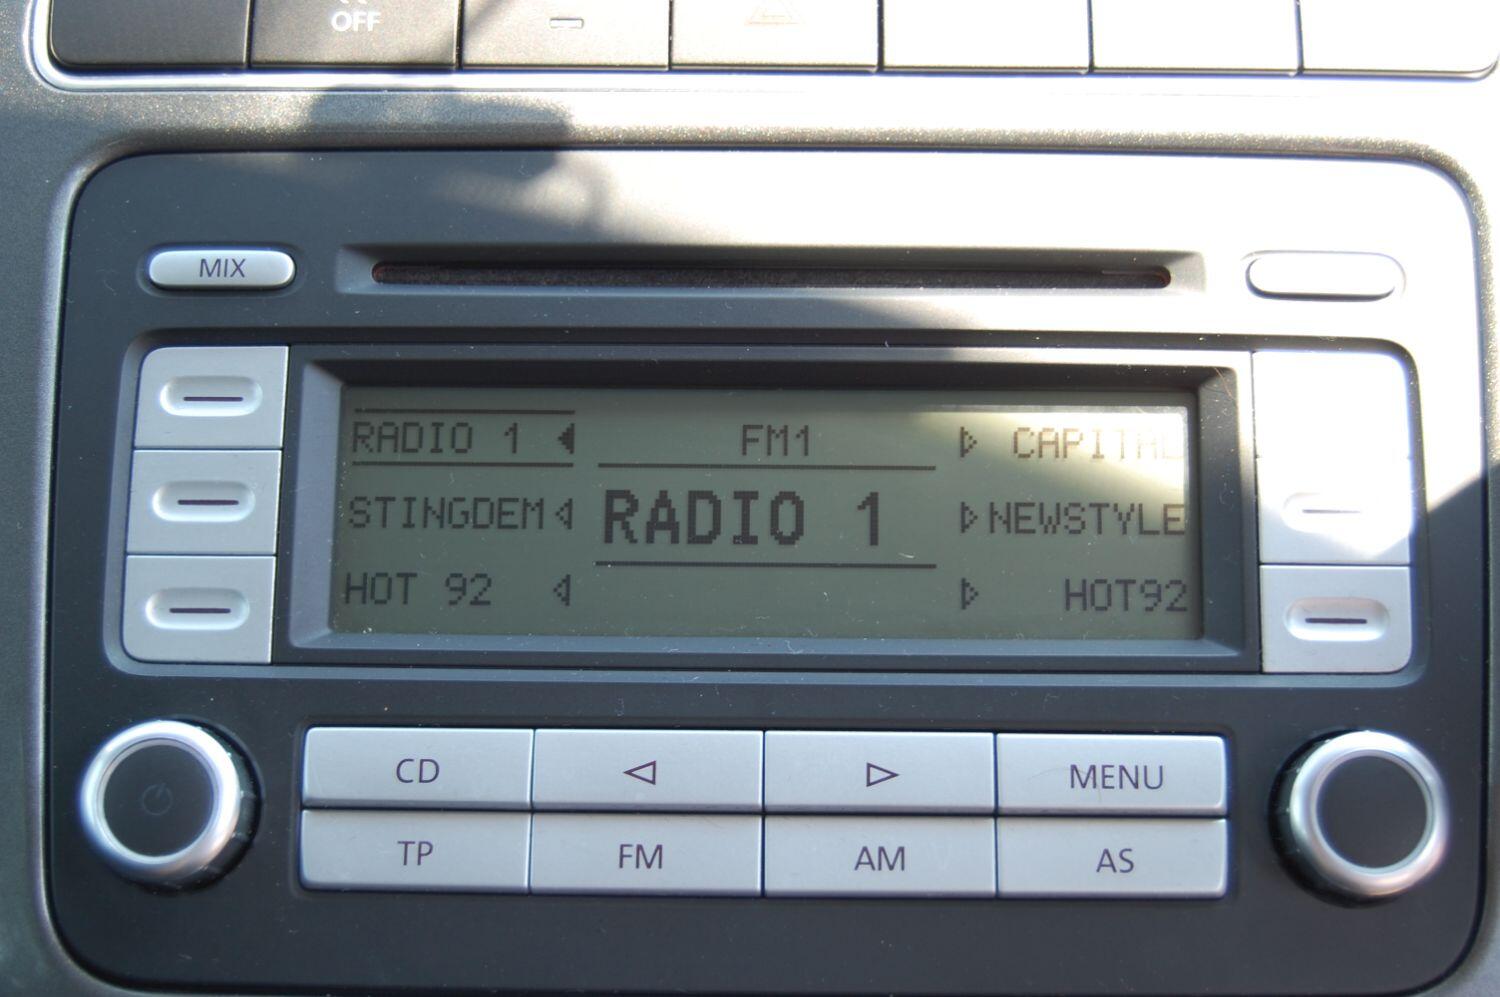 OFF
MIX
RADIO 1 FM1 CAPITAL
STINGDEM RADIO 1 NEWSTYLE
HOT 92 HOT92
CD MENU
TP FM AM AS